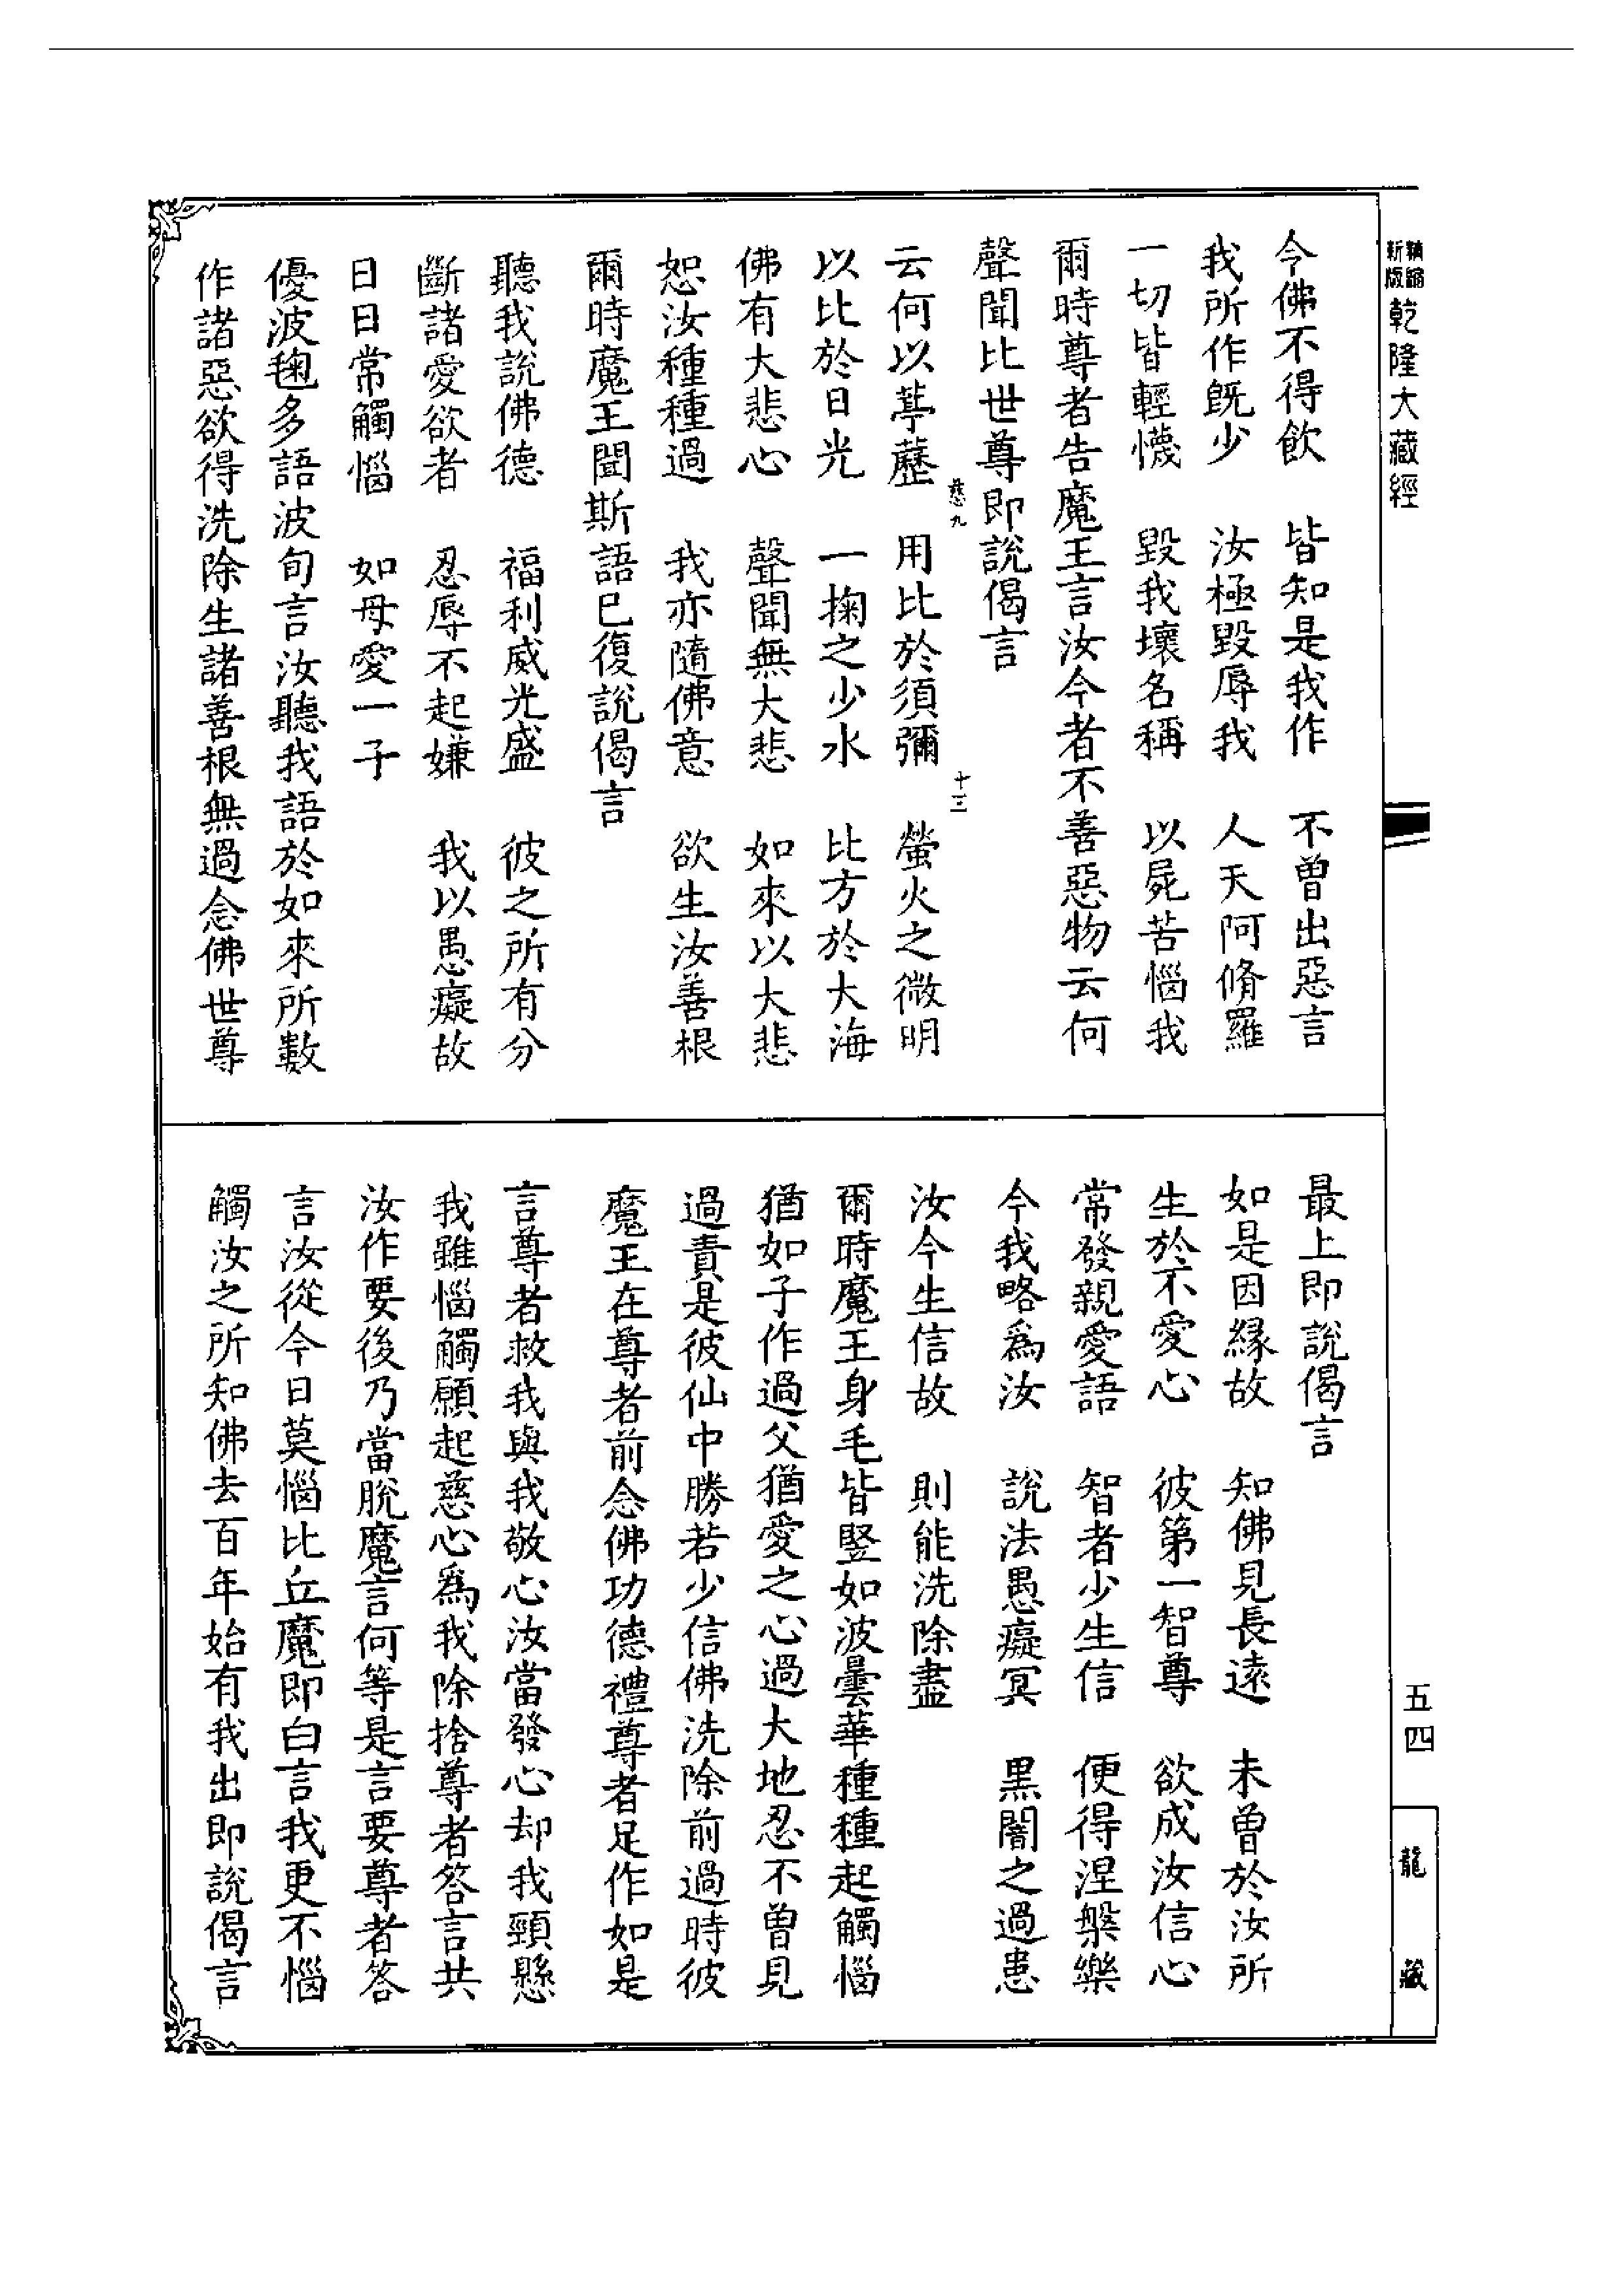 精縮新版乾隆大藏經
今佛不得飲　皆知是我作　不曾出惡言
我所作既少　汝極毀辱我　人天阿脩羅
一切皆輕懱　毀我壞名稱　以屍苦惱我
爾時尊者告魔王言汝今者不善惡物云何
聲聞比世尊即說偈言
慈九
十三
云何以葶藶　用比於須彌　螢火之微明
以比於日光　一掬之少水　比方於大海
佛有大悲心　聲聞無大悲　如來以大悲
恕汝種種過　我亦隨佛意　欲生汝善根
爾時魔王聞斯語已復說偈言
聽我說佛德　福利威光盛　彼之所有分
斷諸愛欲者　忍辱不起嫌　我以愚癡故
日日常觸惱　如母愛一子
優波毱多語波旬言汝聽我語於如來所數
作諸惡欲得洗除生諸善根無過念佛世尊
最上即說偈言
如是因緣故　知佛見長遠　未曾於汝所
生於不愛心　彼第一智尊　欲成汝信心
常發親愛語　智者少生信　便得涅槃樂
今我略爲汝　說法愚癡冥　黑闇之過患
汝今生信故　則能洗除盡
爾時魔王身毛皆豎如波曇華種種起觸惱
猶如子作過父猶愛之心過大地忍不曾見
過責是彼仙中勝若少信佛洗除前過時彼
魔王在尊者前念佛功德禮尊者足作如是
言尊者救我與我敬心汝當發心却我頸懸
我雖惱觸願起慈心爲我除捨尊者答言共
汝作要後乃當脫魔言何等是言要尊者答
言汝從今日莫惱比丘魔即白言我更不惱
觸汝之所知佛去百年始有我出即說偈言
五四
龍藏